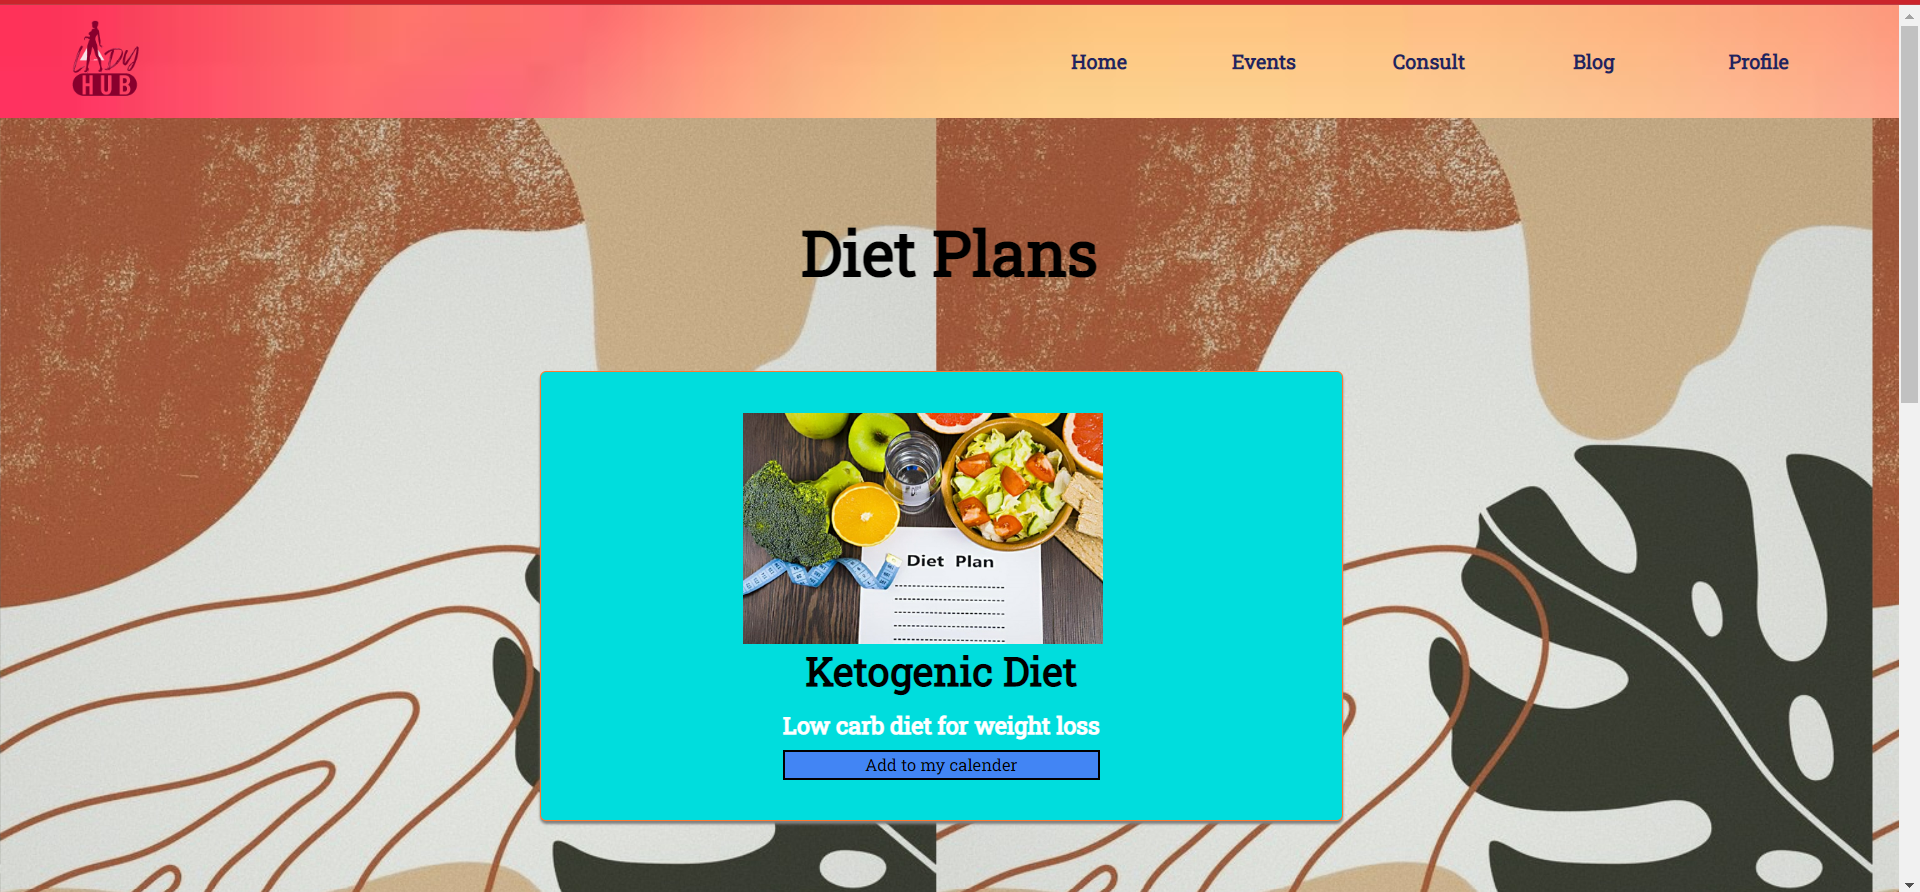 LADY
HUB
Home
Events
Consult
Blog
Profile
Diet Plans
Diet Plan
Ketogenic Diet
Low carb diet for weight loss
Add to my calender